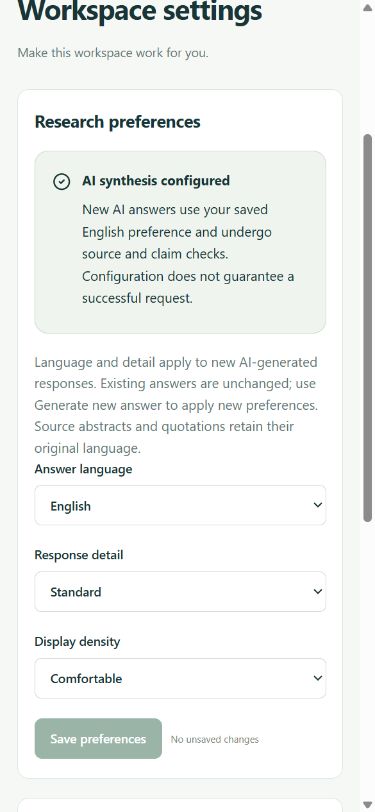 Workspace settings
Make this workspace work for you.
Research preferences
AI synthesis configured
New AI answers use your saved
English preference and undergo
source and claim checks.
Configuration does not guarantee a
successful request.
Language and detail apply to new AI-generated
responses. Existing answers are unchanged; use
Generate new answer to apply new preferences.
Source abstracts and quotations retain their
original language.
Answer language
English
Response detail
Standard
Display density
Comfortable
Save preferences No unsaved changes